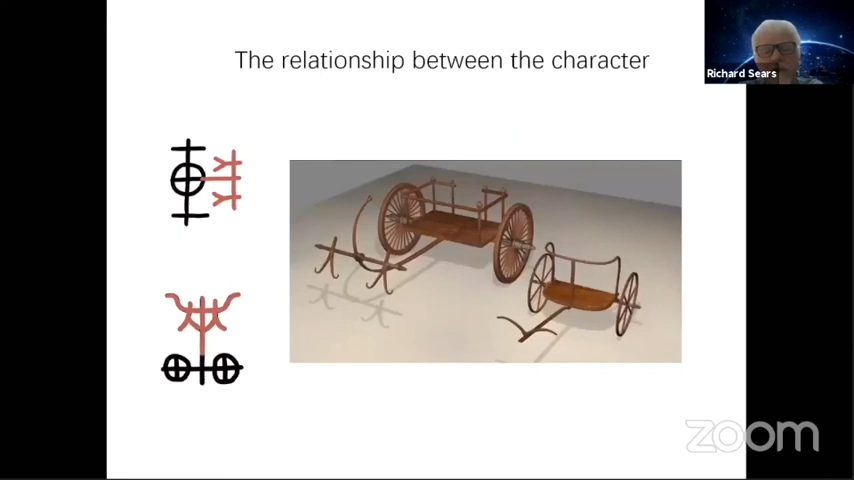 The relationship between the character
Richard Sears
zoom